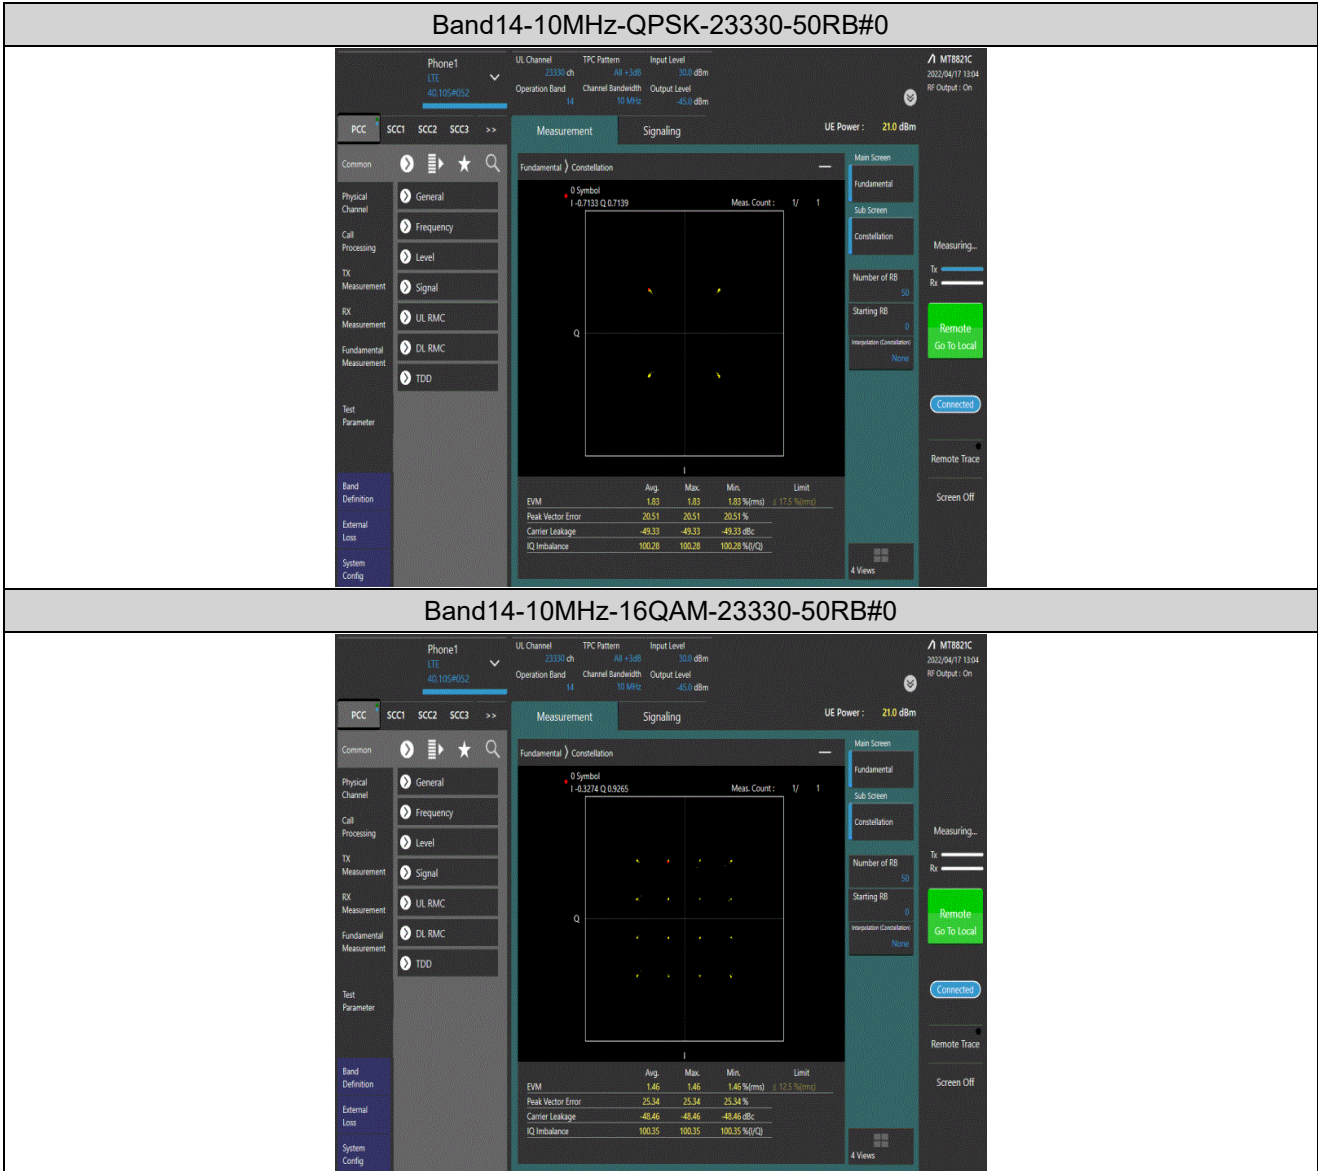 Band14-10MHz-QPSK-23330-50RB#0
Phone1
LTE
40.105#052
UL Channel TPC Pattern Input Level
23330 ch All +3dB 30.0 dBm
Operation Band Channel Bandwidth Output Level
14 10 MHz -45.0 dBm
MT8821C
2022/04/17 13:04
RF Output : On
PCC SCC1 SCC2 SCC3 >>
Measurement Signaling
UE Power : 21.0 dBm
Common
Physical
Channel
Call
Processing
TX
Measurement
RX
Measurement
Fundamental
Measurement
Test
Parameter
Band
Definition
External
Loss
System
Config
General
Frequency
Level
Signal
UL RMC
DL RMC
TDD
Fundamental ⟩ Constellation
0 Symbol
I -0.7133 Q 0.7139 Meas. Count : 1/ 1
Q
I
Avg. Max. Min. Limit
EVM 1.83 1.83 1.83 %(rms) ≤ 17.5 %(rms)
Peak Vector Error 20.51 20.51 20.51 %
Carrier Leakage -49.33 -49.33 -49.33 dBc
IQ Imbalance 100.28 100.28 100.28 %(I/Q)
Main Screen
Fundamental
Sub Screen
Constellation
Number of RB
50
Starting RB
0
Interpolation (Constellation)
None
4 Views
Measuring...
Tx
Rx
Remote
Go To Local
Connected
Remote Trace
Screen Off
Band14-10MHz-16QAM-23330-50RB#0
Phone1
LTE
40.105#052
UL Channel TPC Pattern Input Level
23330 ch All +3dB 30.0 dBm
Operation Band Channel Bandwidth Output Level
14 10 MHz -45.0 dBm
MT8821C
2022/04/17 13:04
RF Output : On
PCC SCC1 SCC2 SCC3 >>
Measurement Signaling
UE Power : 21.0 dBm
Common
Physical
Channel
Call
Processing
TX
Measurement
RX
Measurement
Fundamental
Measurement
Test
Parameter
Band
Definition
External
Loss
System
Config
General
Frequency
Level
Signal
UL RMC
DL RMC
TDD
Fundamental ⟩ Constellation
0 Symbol
I -0.3274 Q 0.9265 Meas. Count : 1/ 1
Q
I
Avg. Max. Min. Limit
EVM 1.46 1.46 1.46 %(rms) ≤ 12.5 %(rms)
Peak Vector Error 25.34 25.34 25.34 %
Carrier Leakage -48.46 -48.46 -48.46 dBc
IQ Imbalance 100.35 100.35 100.35 %(I/Q)
Main Screen
Fundamental
Sub Screen
Constellation
Number of RB
50
Starting RB
0
Interpolation (Constellation)
None
4 Views
Measuring...
Tx
Rx
Remote
Go To Local
Connected
Remote Trace
Screen Off